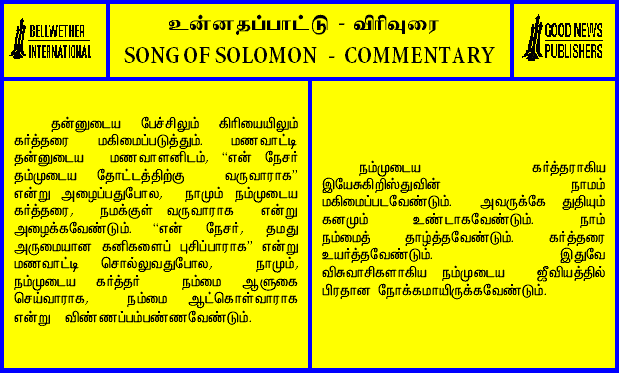 BELLWETHER
INTERNATIONAL
உன்னதப்பாட்டு - விரிவுரை
SONG OF SOLOMON - COMMENTARY
GOOD NEWS
PUBLISHERS
தன்னுடைய பேச்சிலும் கிரியையிலும்
கர்த்தரை மகிமைப்படுத்தும். மணவாட்டி
தன்னுடைய மணவாளனிடம், “என் நேசர்
தம்முடைய தோட்டத்திற்கு வருவாராக”
என்று அழைப்பதுபோல, நாமும் நம்முடைய
கர்த்தரை, நமக்குள் வருவாராக என்று
அழைக்கவேண்டும். “என் நேசர், தமது
அருமையான கனிகளைப் புசிப்பாராக” என்று
மணவாட்டி சொல்லுவதுபோல, நாமும்,
நம்முடைய கர்த்தர் நம்மை ஆளுகை
செய்வாராக, நம்மை ஆட்கொள்வாராக
என்று விண்ணப்பம்பண்ணவேண்டும்.
நம்முடைய கர்த்தராகிய
இயேசுகிறிஸ்துவின் நாமம்
மகிமைப்படவேண்டும். அவருக்கே துதியும்
கனமும் உண்டாகவேண்டும். நாம்
நம்மைத் தாழ்த்தவேண்டும். கர்த்தரை
உயர்த்தவேண்டும். இதுவே
விசுவாசிகளாகிய நம்முடைய ஜீவியத்தில்
பிரதான நோக்கமாயிருக்கவேண்டும்.